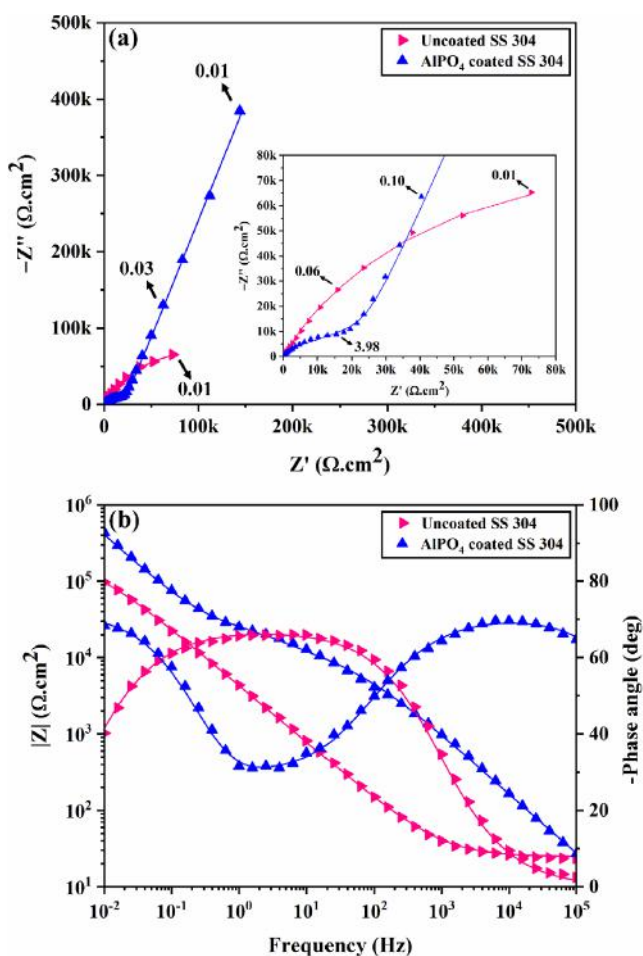 (a)
Uncoated SS 304
AlPO4 coated SS 304
500k
400k
300k
200k
100k
0
0
100k
200k
300k
400k
500k
−Z" (Ω.cm2)
Z' (Ω.cm2)
0.01
0.03
0.01
80k
70k
60k
50k
40k
30k
20k
10k
0
0
10k
20k
30k
40k
50k
60k
70k
80k
−Z" (Ω.cm2)
Z' (Ω.cm2)
0.10
0.01
0.06
3.98
(b)
Uncoated SS 304
AlPO4 coated SS 304
10^6
10^5
10^4
10^3
10^2
10^1
|Z| (Ω.cm2)
100
80
60
40
20
0
-Phase angle (deg)
10^-2
10^-1
10^0
10^1
10^2
10^3
10^4
10^5
Frequency (Hz)